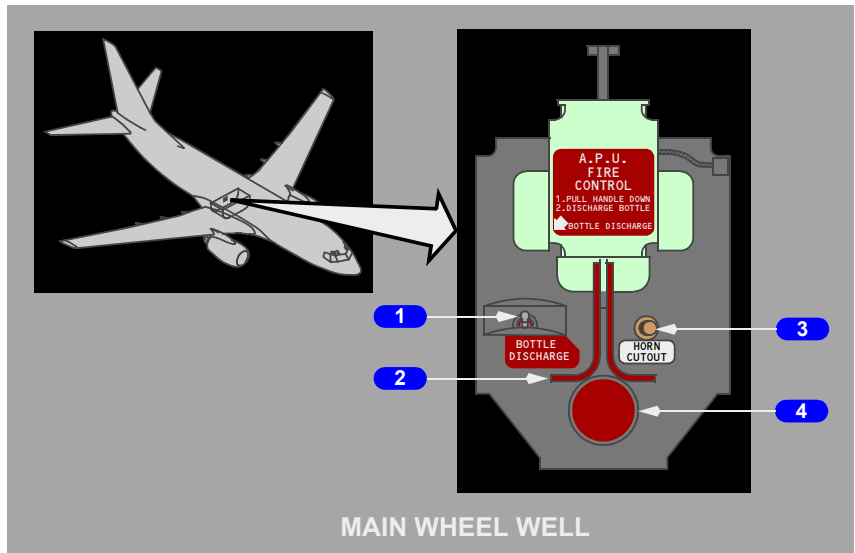 A.P.U.
FIRE
CONTROL
1.PULL HANDLE DOWN
2.DISCHARGE BOTTLE
BOTTLE DISCHARGE
1
3
BOTTLE
DISCHARGE
HORN
CUTOUT
2
4
MAIN WHEEL WELL